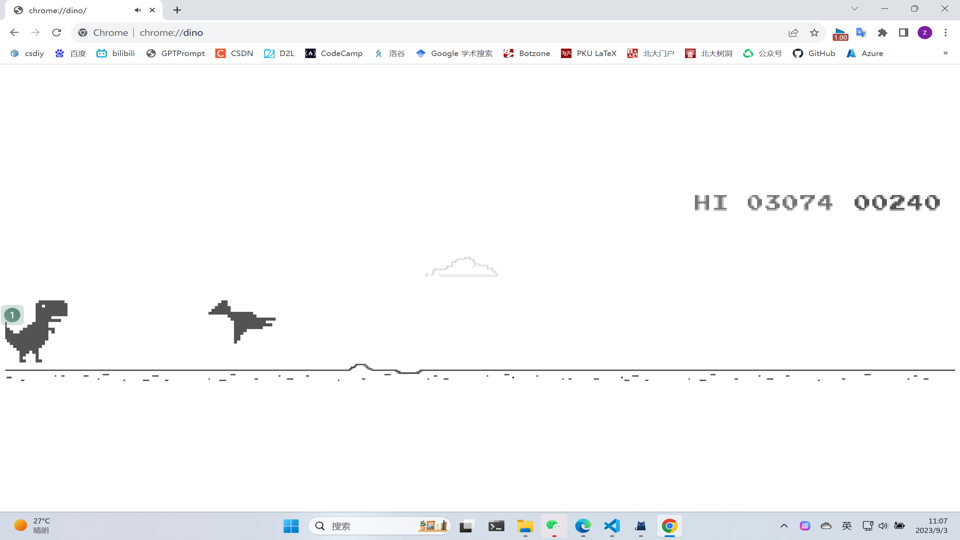 chrome://dino/
Chrome | chrome://dino
1.00
z
csdiy 百度 bilibili GPTPrompt CSDN D2L CodeCamp 洛谷 Google 学术搜索 Botzone PKU LaTeX 北大门户 北大树洞 公众号 GitHub Azure »
HI 03074 00240
1
27°C
晴朗
搜索
英
11:07
2023/9/3